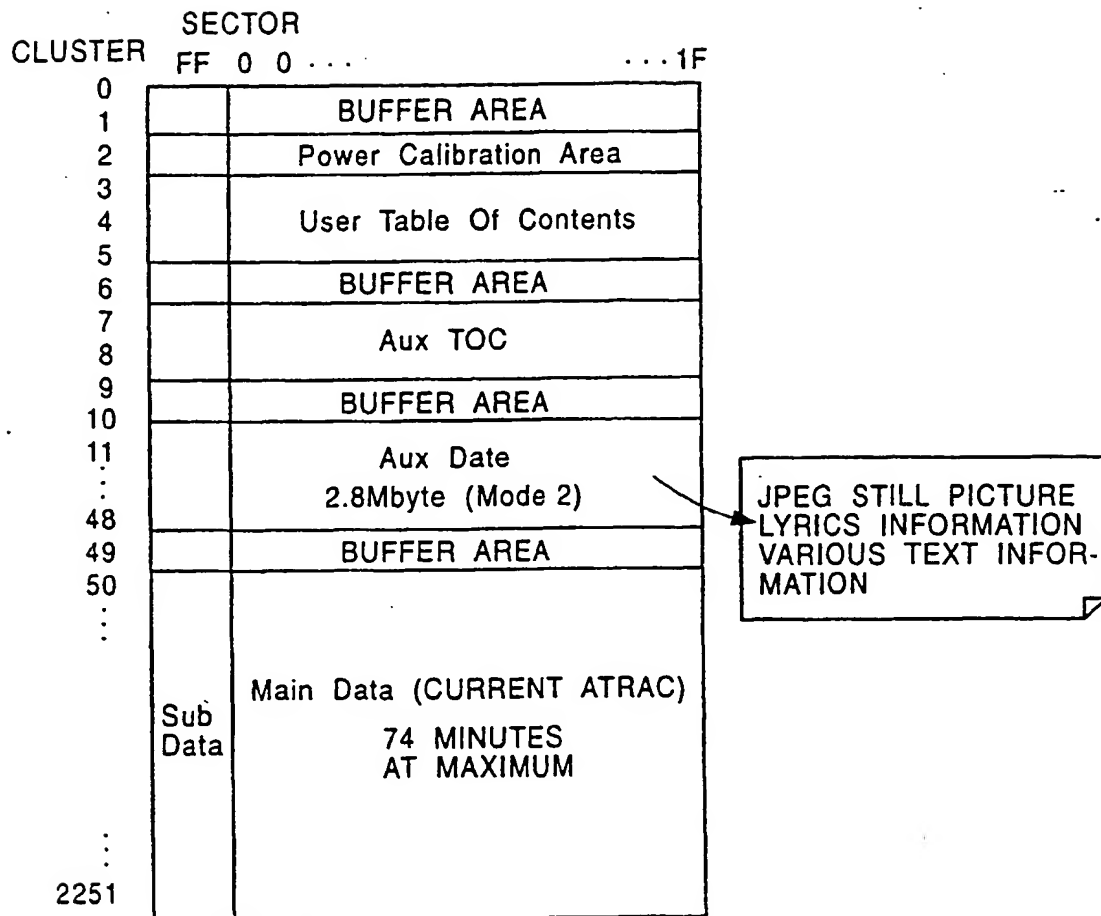 SECTOR
CLUSTER FF 0 0 ···· ···1F
0
1 BUFFER AREA
2 Power Calibration Area
3
4 User Table Of Contents
5
6 BUFFER AREA
7
8 Aux TOC
9
10 BUFFER AREA
11 Aux Date
:
: 2.8Mbyte (Mode 2)
48
49 BUFFER AREA
50
:
:
JPEG STILL PICTURE
LYRICS INFORMATION
VARIOUS TEXT INFOR-
MATION
Sub
Data
Main Data (CURRENT ATRAC)
74 MINUTES
AT MAXIMUM
:
:
2251